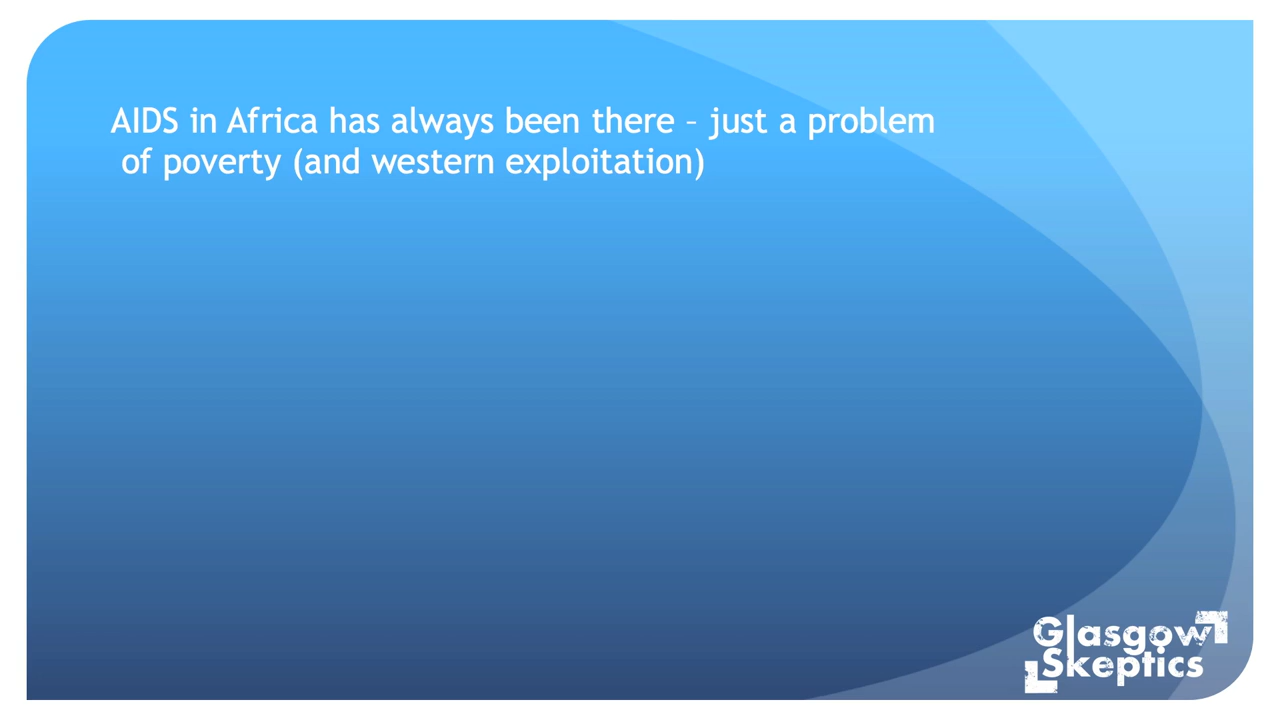 AIDS in Africa has always been there – just a problem
of poverty (and western exploitation)
Glasgow
Skeptics